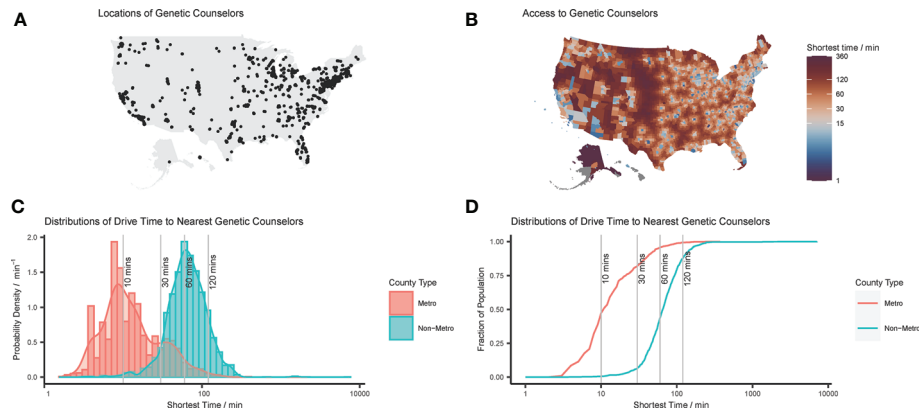 A
Locations of Genetic Counselors
B
Access to Genetic Counselors
Shortest time / min
360
120
60
30
15
1
C
Distributions of Drive Time to Nearest Genetic Counselors
Probability Density / min⁻¹
2.0
1.5
1.0
0.5
0.0
10 mins
30 mins
60 mins
120 mins
1
10
100
10000
Shortest Time / min
County Type
Metro
Non-Metro
D
Distributions of Drive Time to Nearest Genetic Counselors
Fraction of Population
1.00
0.75
0.50
0.25
0.00
10 mins
30 mins
60 mins
120 mins
1
10
100
1000
10000
Shortest Time / min
County Type
Metro
Non-Metro